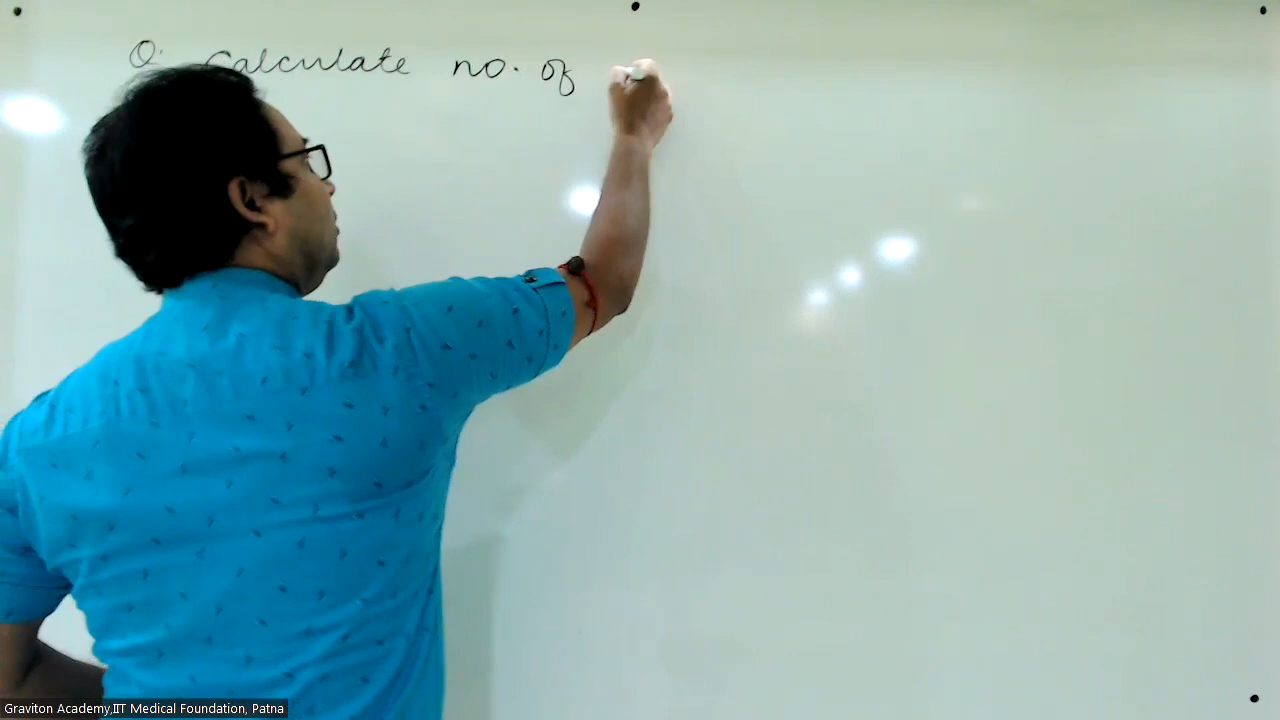 Q. Calculate no. of
Graviton Academy,IIT Medical Foundation, Patna